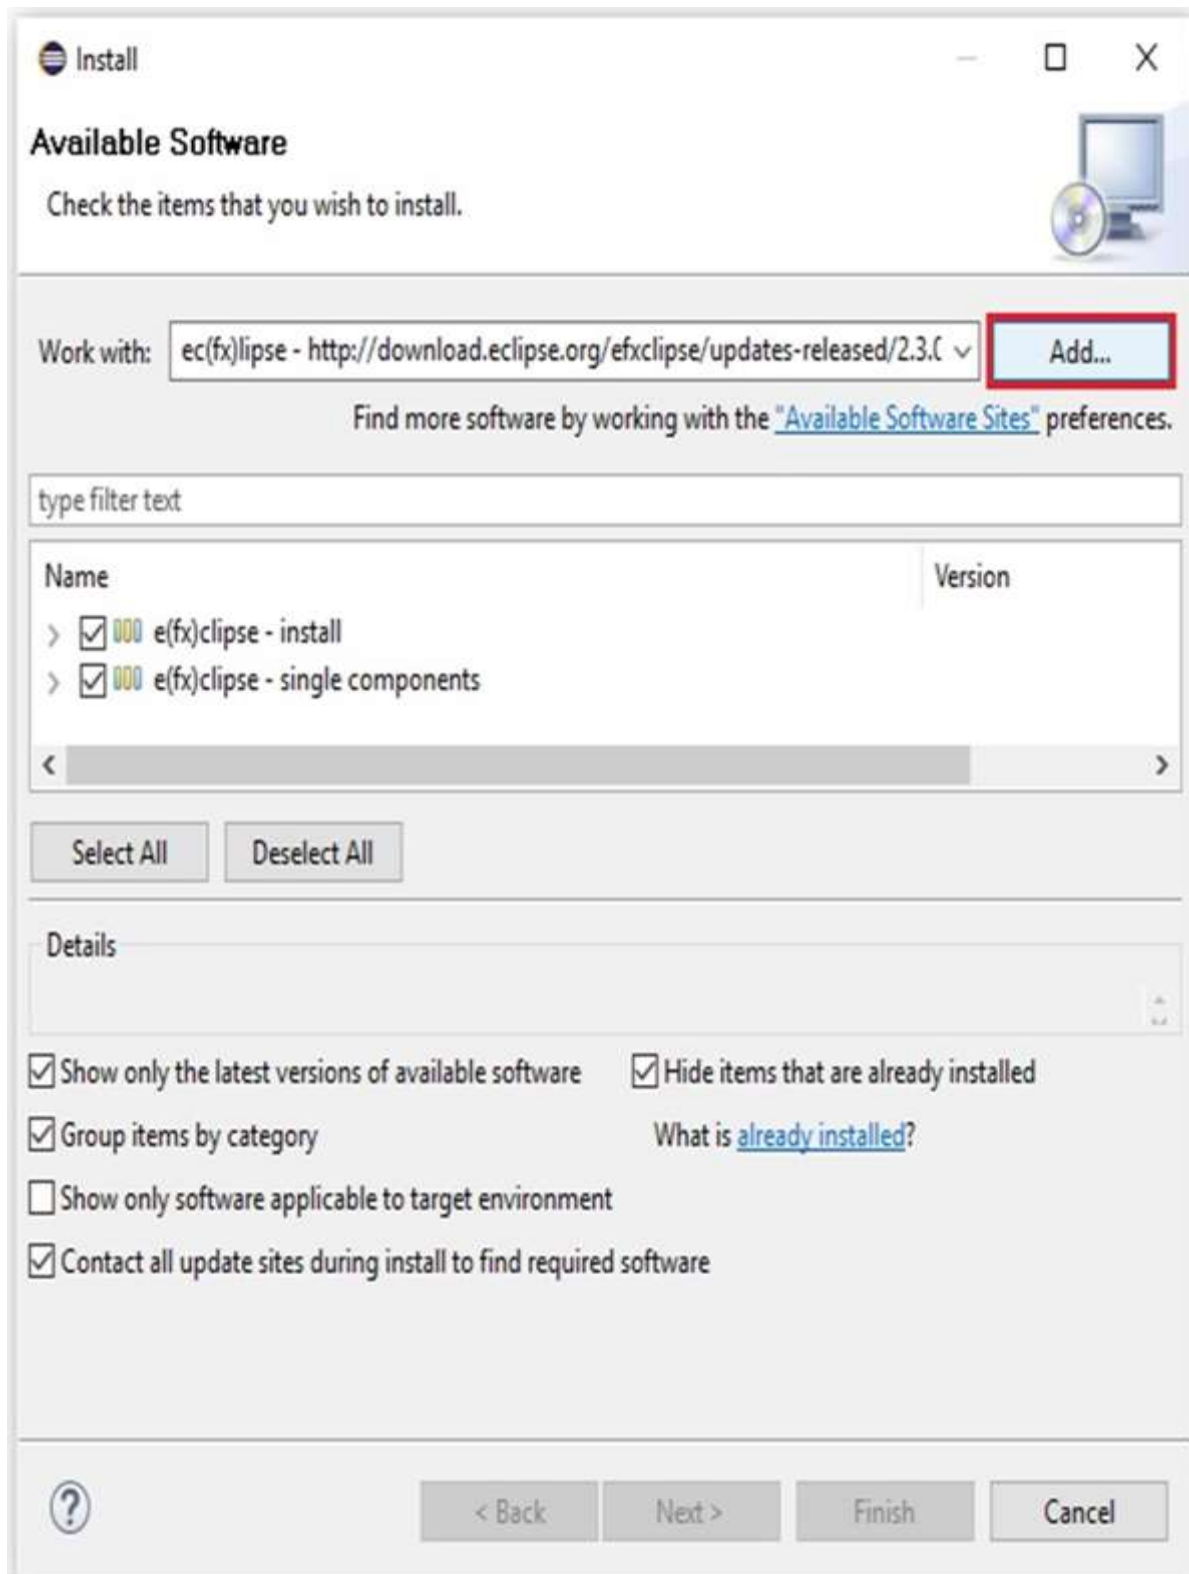 Install
Available Software
Check the items that you wish to install.
Work with: ec(fx)lipse - http://download.eclipse.org/efxclipse/updates-released/2.3.( Add...
Find more software by working with the "Available Software Sites" preferences.
type filter text
Name Version
e(fx)clipse - install
e(fx)clipse - single components
Select All Deselect All
Details
Show only the latest versions of available software Hide items that are already installed
Group items by category What is already installed?
Show only software applicable to target environment
Contact all update sites during install to find required software
? < Back Next > Finish Cancel